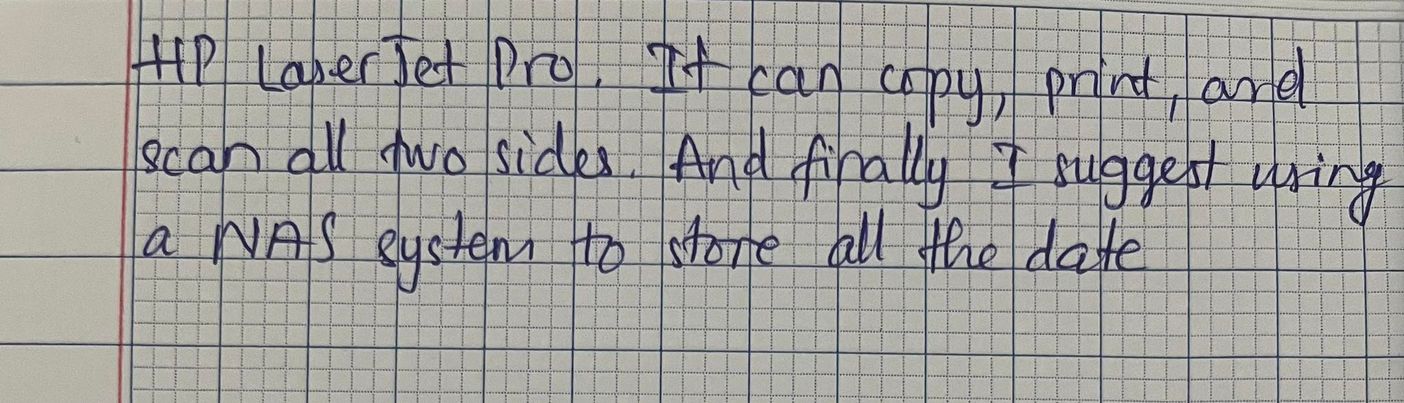 HP LaserJet Pro. It can copy, print, and
scan all two sides. And finally I suggest using
a NAS system to store all the date